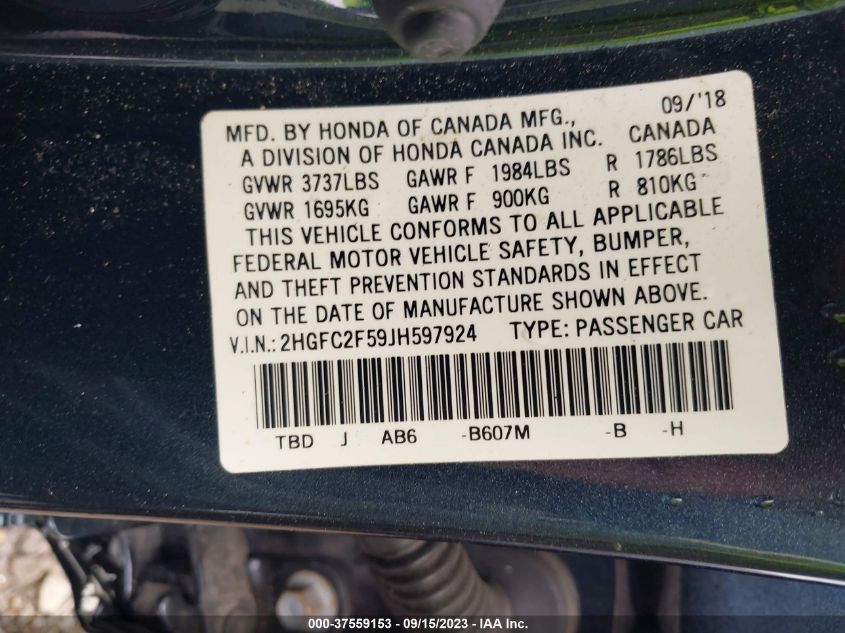 09/'18
MFD. BY HONDA OF CANADA MFG.,
A DIVISION OF HONDA CANADA INC. CANADA
GVWR 3737LBS GAWR F 1984LBS R 1786LBS
GVWR 1695KG GAWR F 900KG R 810KG
THIS VEHICLE CONFORMS TO ALL APPLICABLE
FEDERAL MOTOR VEHICLE SAFETY, BUMPER,
AND THEFT PREVENTION STANDARDS IN EFFECT
ON THE DATE OF MANUFACTURE SHOWN ABOVE.
V.I.N.: 2HGFC2F59JH597924 TYPE: PASSENGER CAR
TBD J AB6 -B607M -B -H
000-37559153 - 09/15/2023 - IAA Inc.